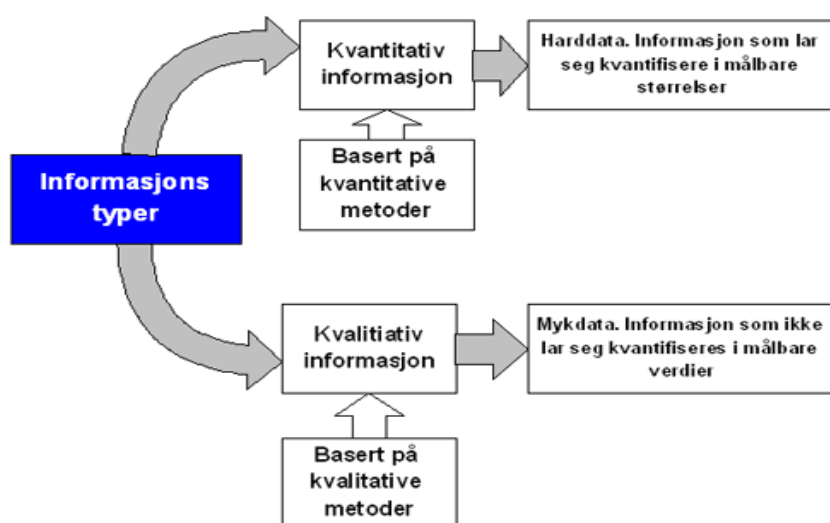 Kvantitativ
informasjon
Harddata. Informasjon som lar
seg kvantifisere i målbare
størrelser
Basert på
kvantitative
metoder
Informasjons
typer
Kvalitiativ
informasjon
Mykdata. Informasjon som ikke
lar seg kvantifiseres i målbare
verdier
Basert på
kvalitative
metoder